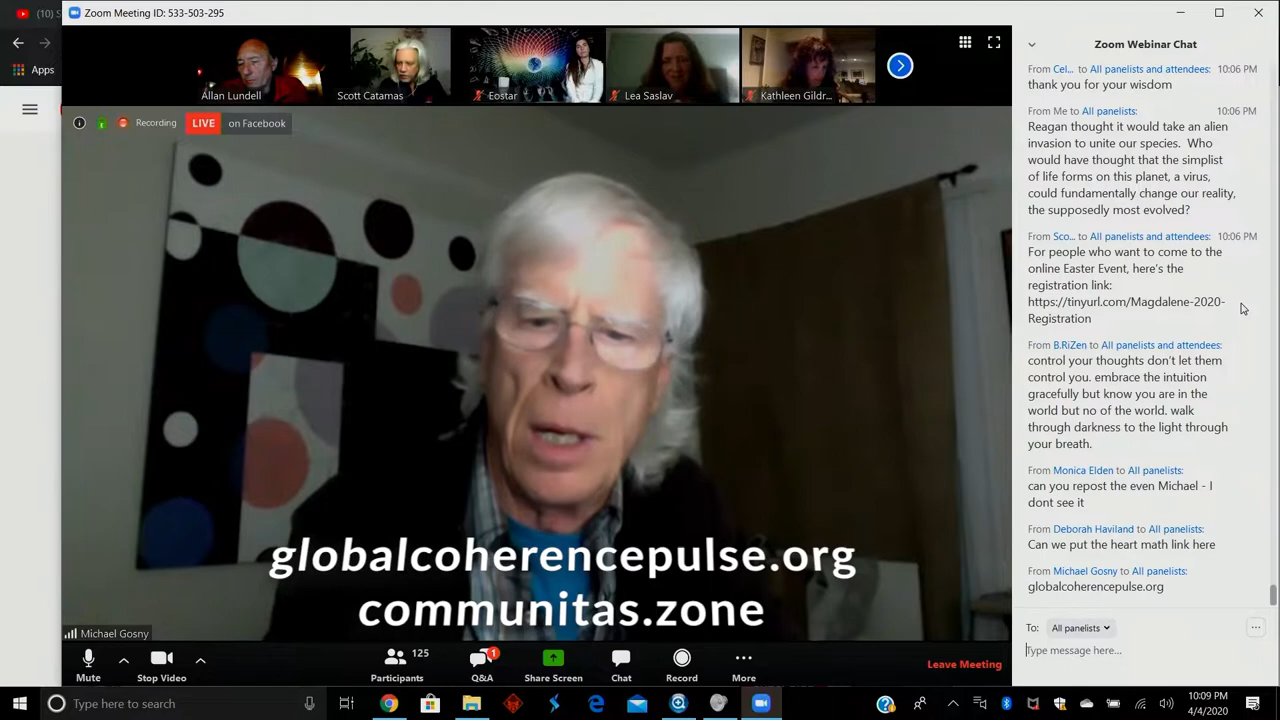 (10) S
Zoom Meeting ID: 533-503-295
Apps
Allan Lundell
Scott Catamas
Eostar
Lea Saslav
Kathleen Gildr...
Recording
LIVE
on Facebook
globalcoherencepulse.org
communitas.zone
Michael Gosny
Mute
Stop Video
125
Participants
1
Q&A
Share Screen
Chat
Record
More
Leave Meeting
Zoom Webinar Chat
From Cel... to All panelists and attendees: 10:06 PM
thank you for your wisdom
From Me to All panelists: 10:06 PM
Reagan thought it would take an alien
invasion to unite our species. Who
would have thought that the simplist
of life forms on this planet, a virus,
could fundamentally change our reality,
the supposedly most evolved?
From Sco... to All panelists and attendees: 10:06 PM
For people who want to come to the
online Easter Event, here's the
registration link:
https://tinyurl.com/Magdalene-2020-
Registration
From B.RiZen to All panelists and attendees:
control your thoughts don't let them
control you. embrace the intuition
gracefully but know you are in the
world but no of the world. walk
through darkness to the light through
your breath.
From Monica Elden to All panelists:
can you repost the even Michael - I
dont see it
From Deborah Haviland to All panelists:
Can we put the heart math link here
From Michael Gosny to All panelists:
globalcoherencepulse.org
To: All panelists
Type message here...
Type here to search
10:09 PM
4/4/2020